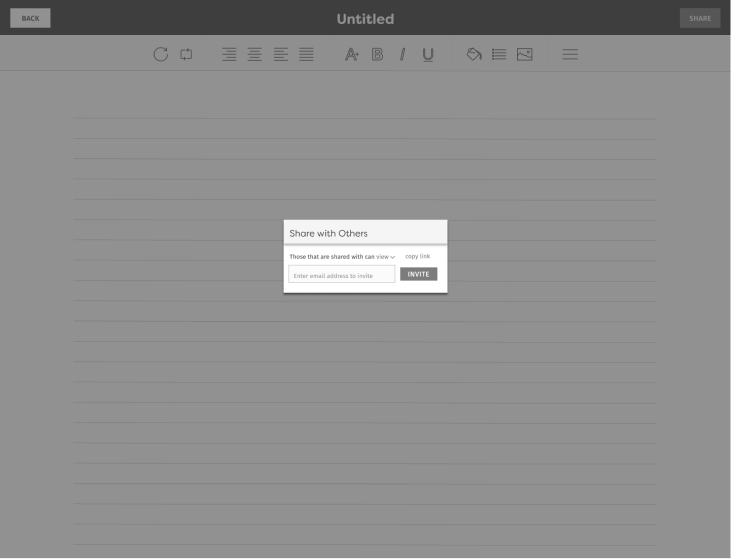 BACK
Untitled
SHARE
A+ B I U
Share with Others
Those that are shared with can view copy link
Enter email address to invite
INVITE